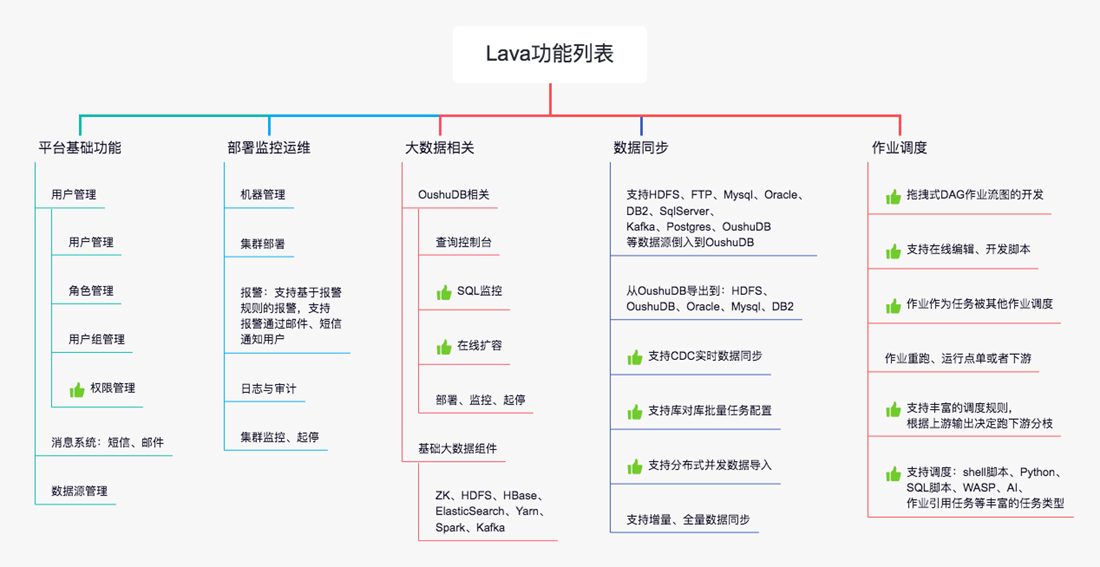 Lava功能列表
平台基础功能
用户管理
用户管理
角色管理
用户组管理
权限管理
消息系统：短信、邮件
数据源管理
部署监控运维
机器管理
集群部署
报警：支持基于报警
规则的报警，支持
报警通过邮件、短信
通知用户
日志与审计
集群监控、起停
大数据相关
OushuDB相关
查询控制台
SQL监控
在线扩容
部署、监控、起停
基础大数据组件
ZK、HDFS、HBase、
ElasticSearch、Yarn、
Spark、Kafka
数据同步
支持HDFS、FTP、Mysql、Oracle、
DB2、SqlServer、
Kafka、Postgres、OushuDB
等数据源倒入到OushuDB
从OushuDB导出到：HDFS、
OushuDB、Oracle、Mysql、DB2
支持CDC实时数据同步
支持库对库批量任务配置
支持分布式并发数据导入
支持增量、全量数据同步
作业调度
拖拽式DAG作业流图的开发
支持在线编辑、开发脚本
作业作为任务被其他作业调度
作业重跑、运行点单或者下游
支持丰富的调度规则，
根据上游输出决定跑下游分枝
支持调度：shell脚本、Python、
SQL脚本、WASP、AI、
作业引用任务等丰富的任务类型